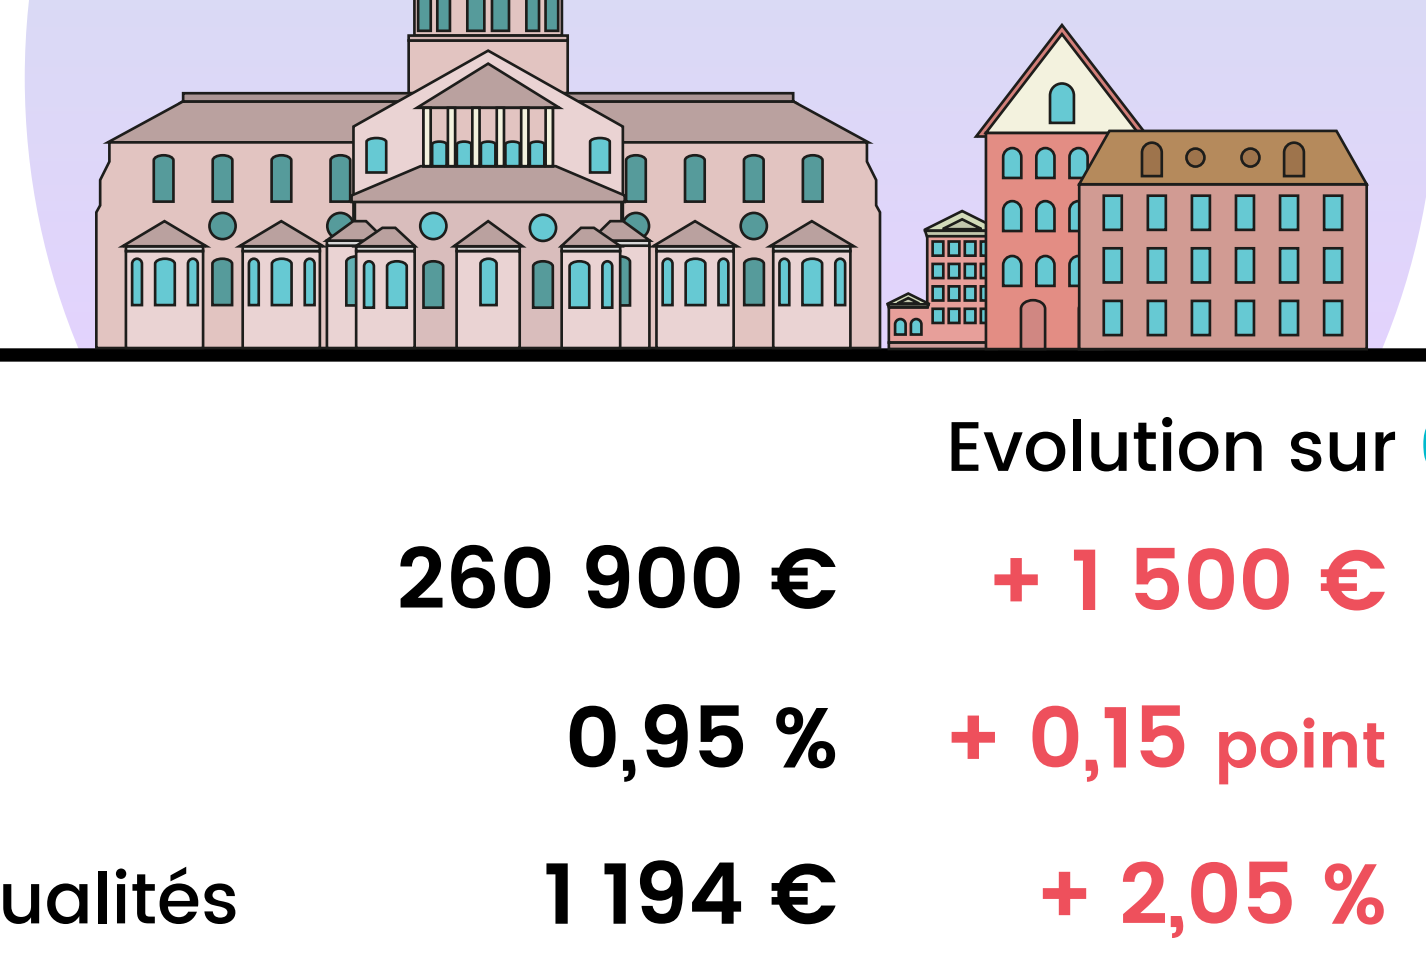 Evolution sur
260 900 € + 1 500 €
0,95 % + 0,15 point
ualités 1 194 € + 2,05 %